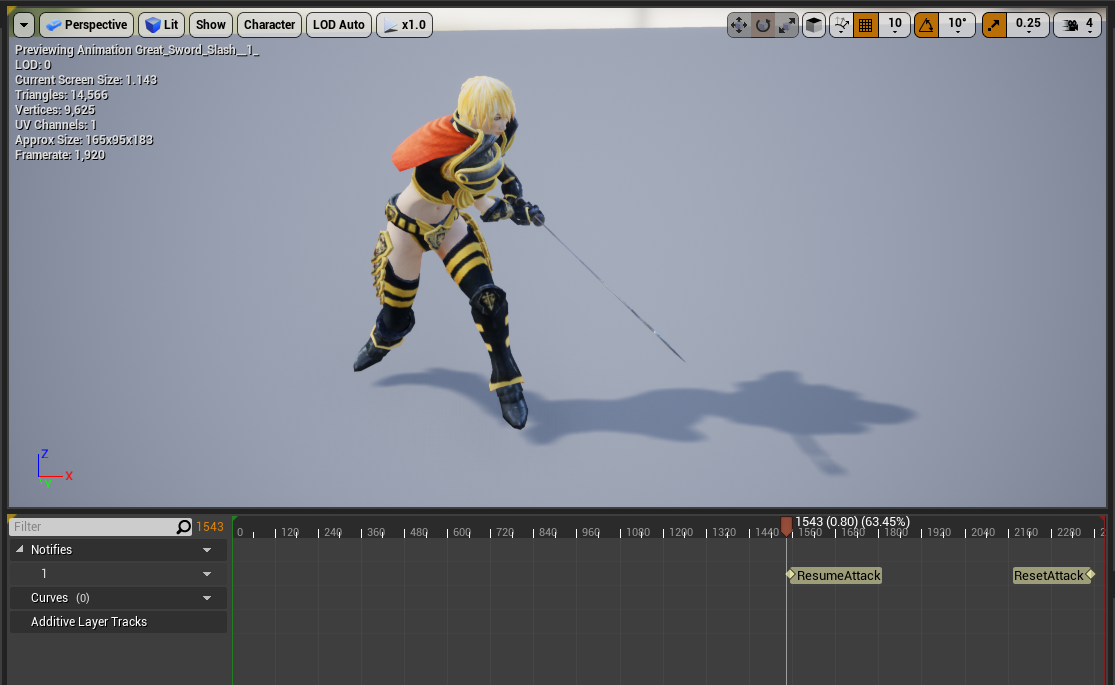 Perspective Lit Show Character LOD Auto x1.0 10 10° 0.25 4
Previewing Animation Great_Sword_Slash__1_
LOD: 0
Current Screen Size: 1.143
Triangles: 14,566
Vertices: 9,625
UV Channels: 1
Approx Size: 165x95x183
Framerate: 1,920
Z
X
Y
Filter 1543
1543 (0.80) (63.45%)
0 120 240 360 480 600 720 840 960 1080 1200 1320 1440 1560 1680 1800 1920 2040 2160 2280
Notifies
1 ResumeAttack ResetAttack
Curves (0)
Additive Layer Tracks